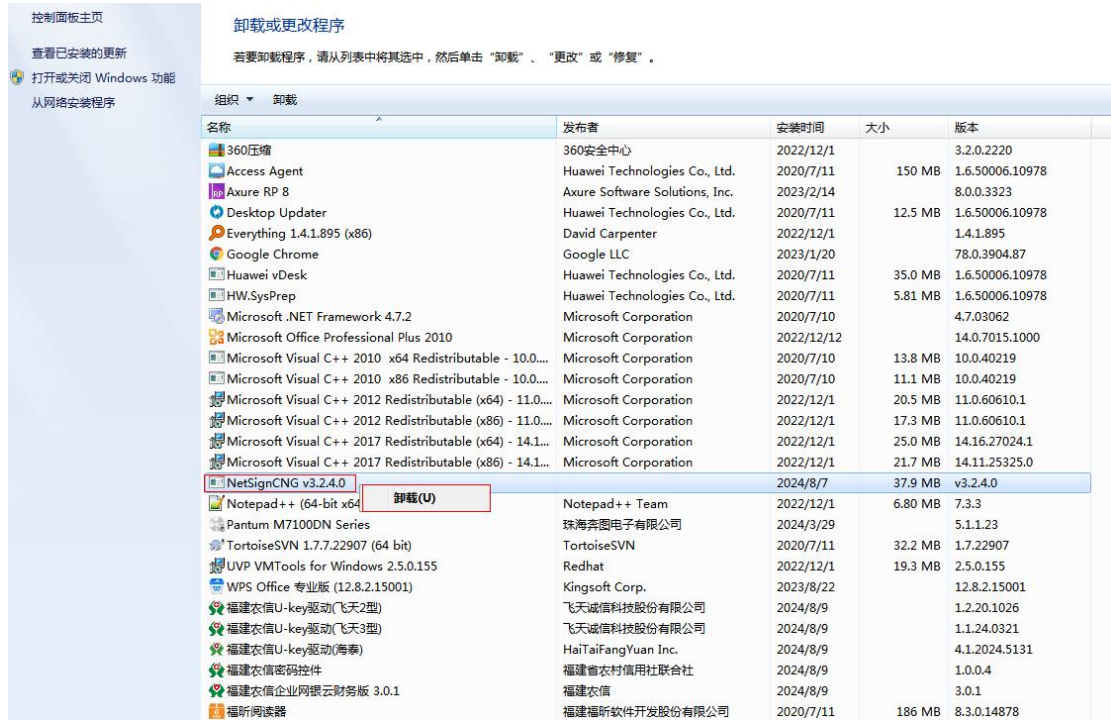 控制面板主页
查看已安装的更新
打开或关闭 Windows 功能
从网络安装程序
卸载或更改程序
若要卸载程序，请从列表中将其选中，然后单击“卸载”、“更改”或“修复”。
组织 卸载
名称 发布者 安装时间 大小 版本
360压缩 360安全中心 2022/12/1 3.2.0.2220
Access Agent Huawei Technologies Co., Ltd. 2020/7/11 150 MB 1.6.50006.10978
Axure RP 8 Axure Software Solutions, Inc. 2023/2/14 8.0.0.3323
Desktop Updater Huawei Technologies Co., Ltd. 2020/7/11 12.5 MB 1.6.50006.10978
Everything 1.4.1.895 (x86) David Carpenter 2022/12/1 1.4.1.895
Google Chrome Google LLC 2023/1/20 78.0.3904.87
Huawei vDesk Huawei Technologies Co., Ltd. 2020/7/11 35.0 MB 1.6.50006.10978
HW.SysPrep Huawei Technologies Co., Ltd. 2020/7/11 5.81 MB 1.6.50006.10978
Microsoft .NET Framework 4.7.2 Microsoft Corporation 2020/7/10 4.7.03062
Microsoft Office Professional Plus 2010 Microsoft Corporation 2022/12/12 14.0.7015.1000
Microsoft Visual C++ 2010 x64 Redistributable - 10.0.... Microsoft Corporation 2020/7/10 13.8 MB 10.0.40219
Microsoft Visual C++ 2010 x86 Redistributable - 10.0.... Microsoft Corporation 2020/7/10 11.1 MB 10.0.40219
Microsoft Visual C++ 2012 Redistributable (x64) - 11.0.... Microsoft Corporation 2022/12/1 20.5 MB 11.0.60610.1
Microsoft Visual C++ 2012 Redistributable (x86) - 11.0.... Microsoft Corporation 2022/12/1 17.3 MB 11.0.60610.1
Microsoft Visual C++ 2017 Redistributable (x64) - 14.1... Microsoft Corporation 2022/12/1 25.0 MB 14.16.27024.1
Microsoft Visual C++ 2017 Redistributable (x86) - 14.1... Microsoft Corporation 2022/12/1 21.7 MB 14.11.25325.0
NetSignCNG v3.2.4.0 2024/8/7 37.9 MB v3.2.4.0
卸载(U)
Notepad++ (64-bit x64 Notepad++ Team 2022/12/1 6.80 MB 7.3.3
Pantum M7100DN Series 珠海奔图电子有限公司 2024/3/29 5.1.1.23
TortoiseSVN 1.7.7.22907 (64 bit) TortoiseSVN 2020/7/11 32.2 MB 1.7.22907
UVP VMTools for Windows 2.5.0.155 Redhat 2022/12/1 19.3 MB 2.5.0.155
WPS Office 专业版 (12.8.2.15001) Kingsoft Corp. 2023/8/22 12.8.2.15001
福建农信U-key驱动(飞天2型) 飞天诚信科技股份有限公司 2024/8/9 1.2.20.1026
福建农信U-key驱动(飞天3型) 飞天诚信科技股份有限公司 2024/8/9 1.1.24.0321
福建农信U-key驱动(海泰) HaiTaiFangYuan Inc. 2024/8/9 4.1.2024.5131
福建农信密码控件 福建省农村信用社联合社 2024/8/9 1.0.0.4
福建农信企业网银云财务版 3.0.1 福建农信 2024/8/9 3.0.1
福昕阅读器 福建福昕软件开发股份有限公司 2020/7/11 186 MB 8.3.0.14878